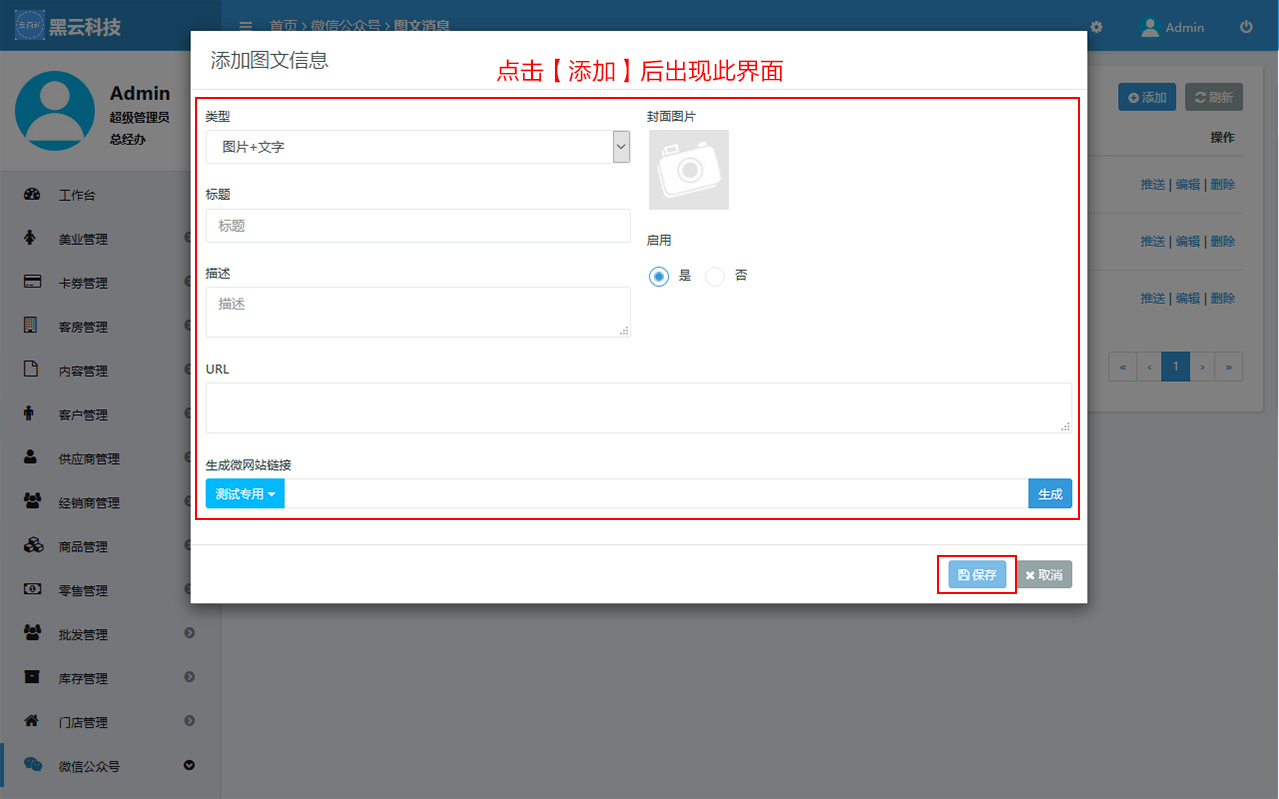 黑云科技
首页 > 微信公众号 > 图文消息
Admin
Admin
超级管理员
总经办
工作台
美业管理
卡券管理
客房管理
内容管理
客户管理
供应商管理
经销商管理
商品管理
零售管理
批发管理
库存管理
门店管理
微信公众号
添加图文信息
点击【添加】后出现此界面
类型
图片+文字
标题
标题
描述
描述
封面图片
启用
是 否
URL
生成微网站链接
测试专用 生成
保存 取消
添加 刷新
操作
推送 | 编辑 | 删除
推送 | 编辑 | 删除
推送 | 编辑 | 删除
« ‹ 1 › »